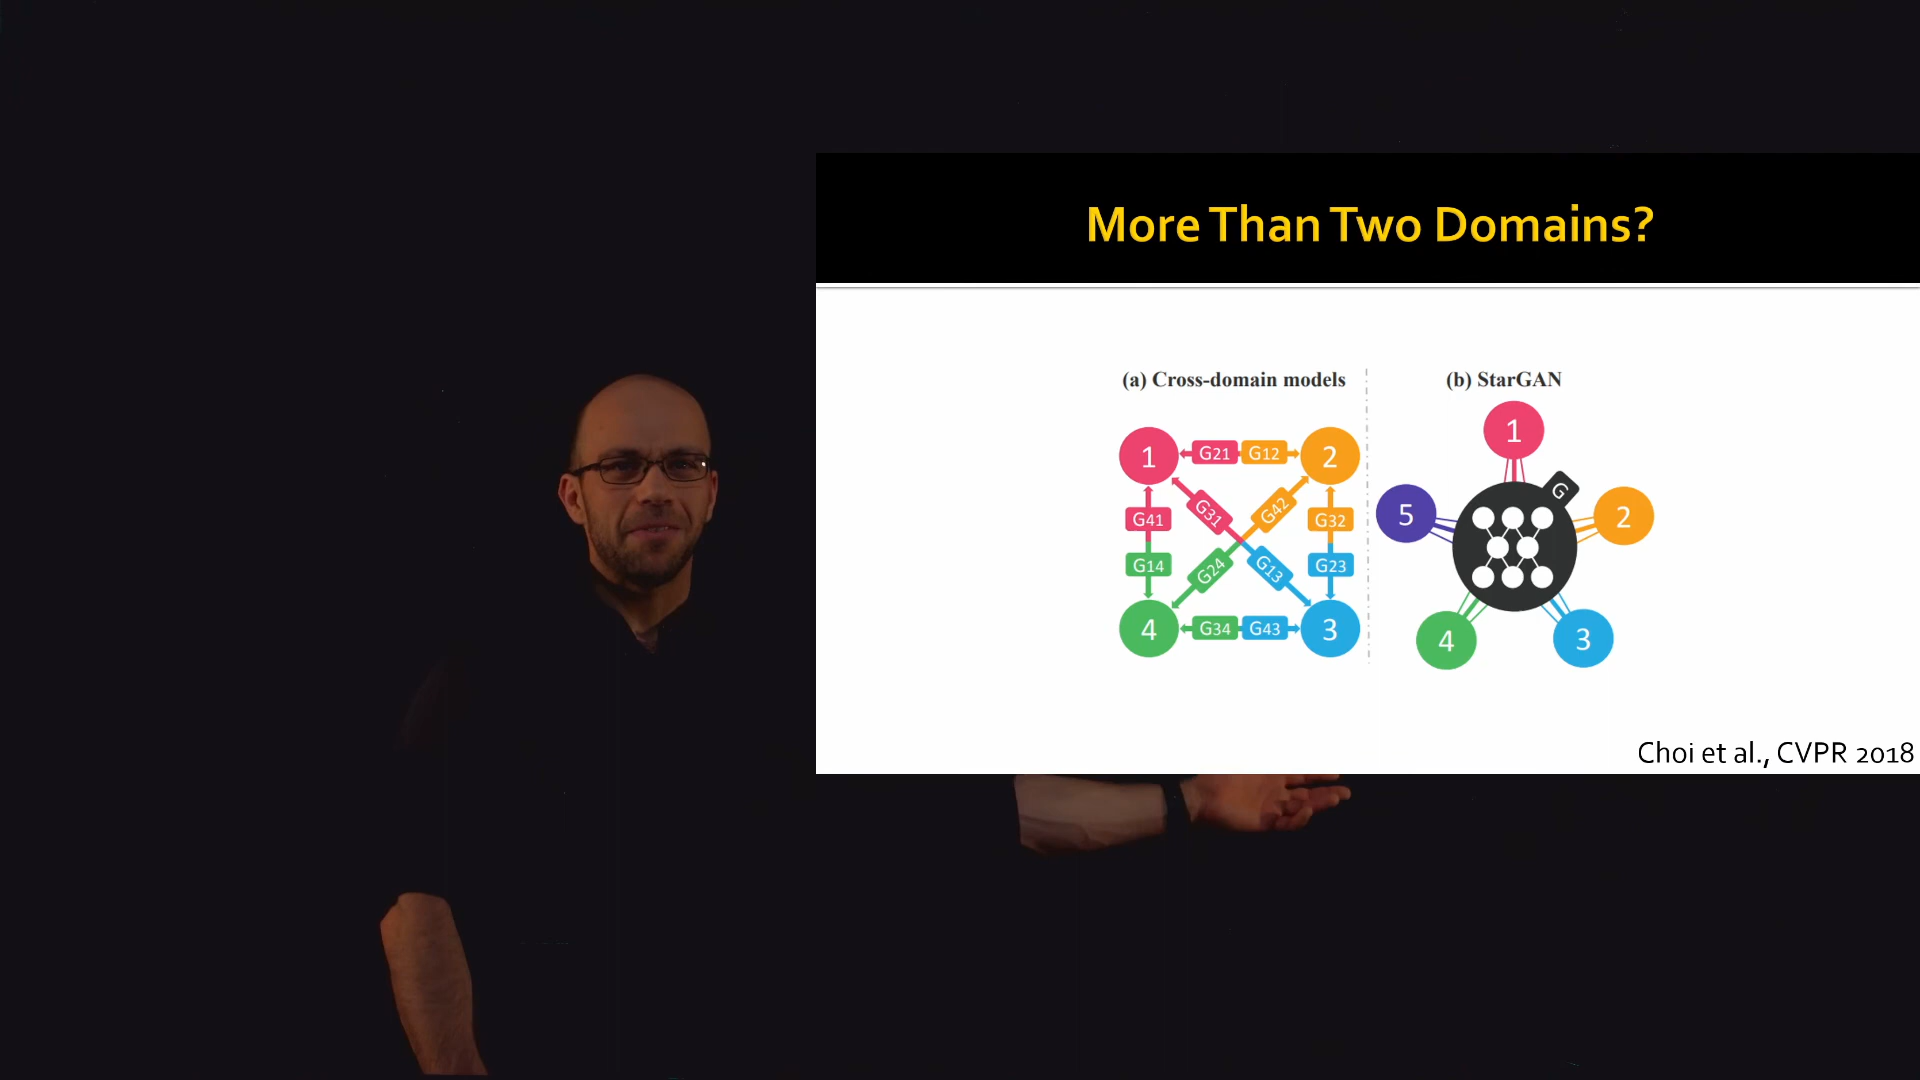 More Than Two Domains?
(a) Cross-domain models
(b) StarGAN
1
G21
G12
2
G41
G31
G42
G32
G14
G24
G13
G23
4
G34
G43
3
1
G
5
2
4
3
Choi et al., CVPR 2018